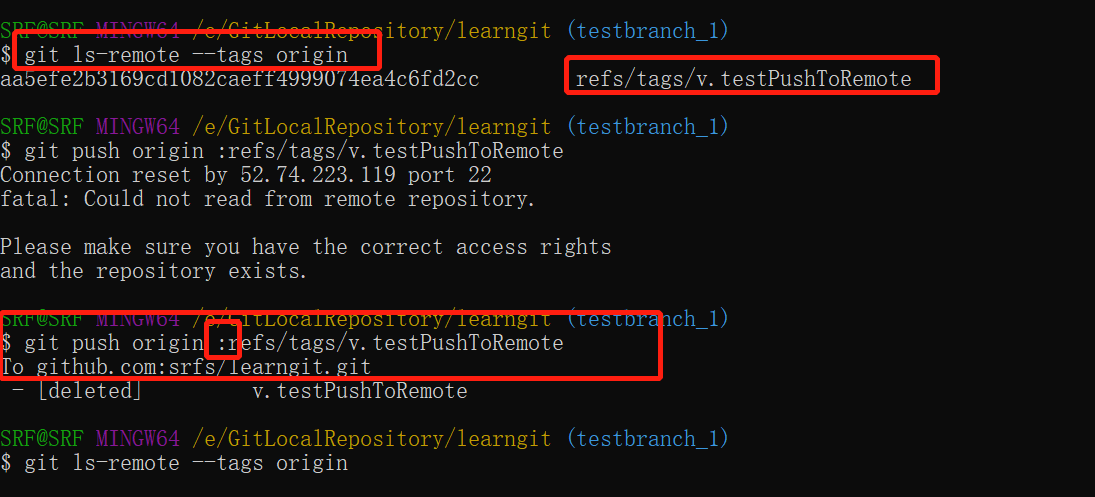 SRF@SRF MINGW64 /e/GitLocalRepository/learngit (testbranch_1)
$ git ls-remote --tags origin
aa5efe2b3169cd1082caeff4999074ea4c6fd2cc refs/tags/v.testPushToRemote
SRF@SRF MINGW64 /e/GitLocalRepository/learngit (testbranch_1)
$ git push origin :refs/tags/v.testPushToRemote
Connection reset by 52.74.223.119 port 22
fatal: Could not read from remote repository.
Please make sure you have the correct access rights
and the repository exists.
SRF@SRF MINGW64 /e/GitLocalRepository/learngit (testbranch_1)
$ git push origin :refs/tags/v.testPushToRemote
To github.com:srfs/learngit.git
 - [deleted] v.testPushToRemote
SRF@SRF MINGW64 /e/GitLocalRepository/learngit (testbranch_1)
$ git ls-remote --tags origin